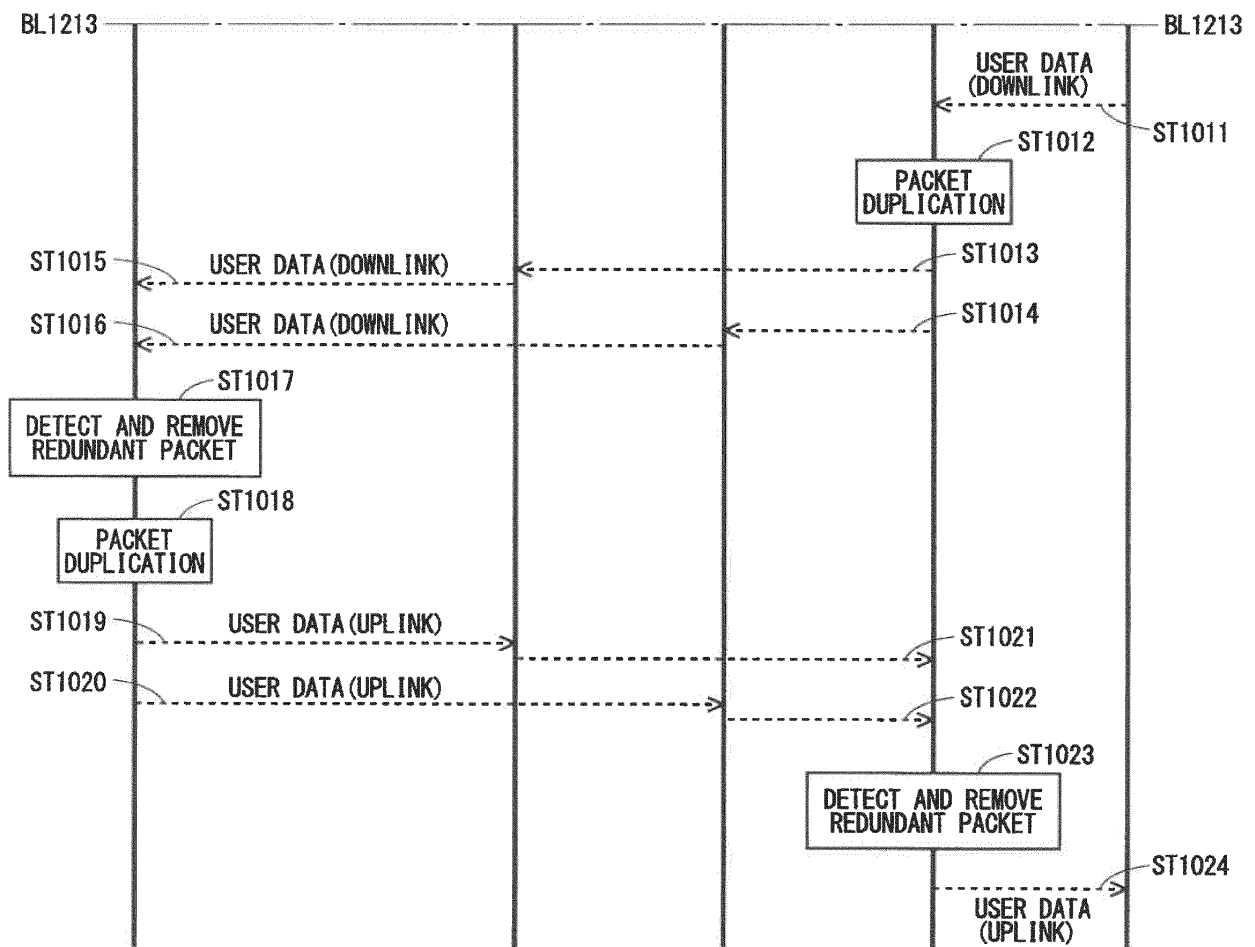 BL1213
BL1213
USER DATA
(DOWNLINK)
ST1011
ST1012
PACKET
DUPLICATION
ST1013
ST1015
USER DATA(DOWNLINK)
ST1014
ST1016
USER DATA(DOWNLINK)
ST1017
DETECT AND REMOVE
REDUNDANT PACKET
ST1018
PACKET
DUPLICATION
ST1019
USER DATA(UPLINK)
ST1021
ST1020
USER DATA(UPLINK)
ST1022
ST1023
DETECT AND REMOVE
REDUNDANT PACKET
ST1024
USER DATA
(UPLINK)